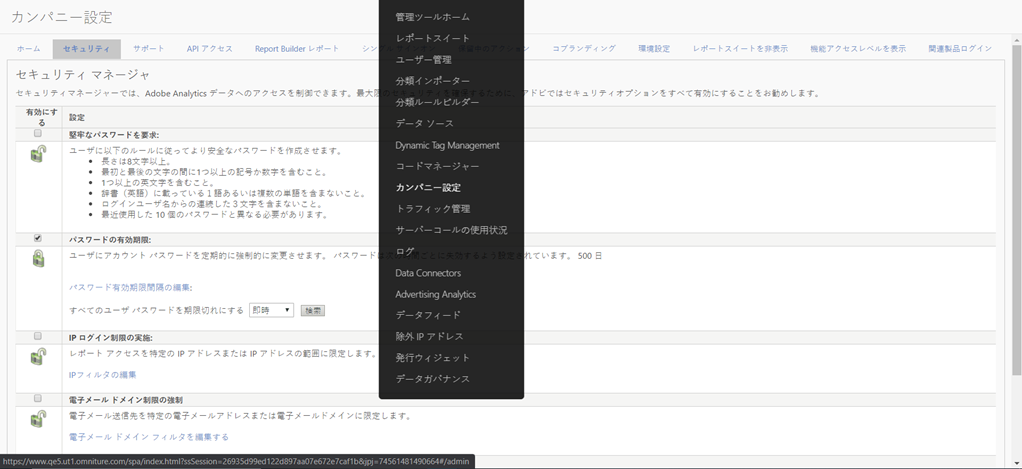 カンパニー設定
ホーム セキュリティ サポート API アクセス Report Builder レポート コブランディング 環境設定 レポートスイートを非表示 機能アクセスレベルを表示 関連製品ログイン
セキュリティ マネージャ
セキュリティマネージャーでは、Adobe Analytics データへのアクセスを制御できます。最大限 アドビではセキュリティオプションをすべて有効にすることをお勧めします。
有効にする 設定
堅牢なパスワードを要求:
ユーザに以下のルールに従ってより安全なパスワードを作成させます。
長さは8文字以上。
最初と最後の文字の間に1つ以上の記号か数字を含むこと。
1つ以上の英文字を含むこと。
辞書（英語）に載っている１語あるいは複数の単語を含まないこと。
ログインユーザ名からの連続した３文字を含まないこと。
最近使用した 10 個のパスワードと異なる必要があります。
パスワードの有効期限:
ユーザにアカウント パスワードを定期的に強制的に変更させます。 パスワードは されています。 500 日
パスワード有効期限間隔の編集:
すべてのユーザ パスワードを期限切れにする 即時 検索
IP ログイン制限の実施:
レポート アクセスを特定の IP アドレスまたは IP アドレスの範囲に限定します。
IPフィルタの編集
電子メール ドメイン制限の強制
電子メール送信先を特定の電子メールアドレスまたは電子メールドメインに限定します。
電子メール ドメイン フィルタを編集する
管理ツールホーム
レポートスイート
ユーザー管理
分類インポーター
分類ルールビルダー
データ ソース
Dynamic Tag Management
コードマネージャー
カンパニー設定
トラフィック管理
サーバーコールの使用状況
ログ
Data Connectors
Advertising Analytics
データフィード
除外 IP アドレス
発行ウィジェット
データガバナンス
https://www.qe5.ut1.omniture.com/spa/index.html?ssSession=26935d99ed122d897aa07e672e7caf1b&jpj=74561481490664#/admin